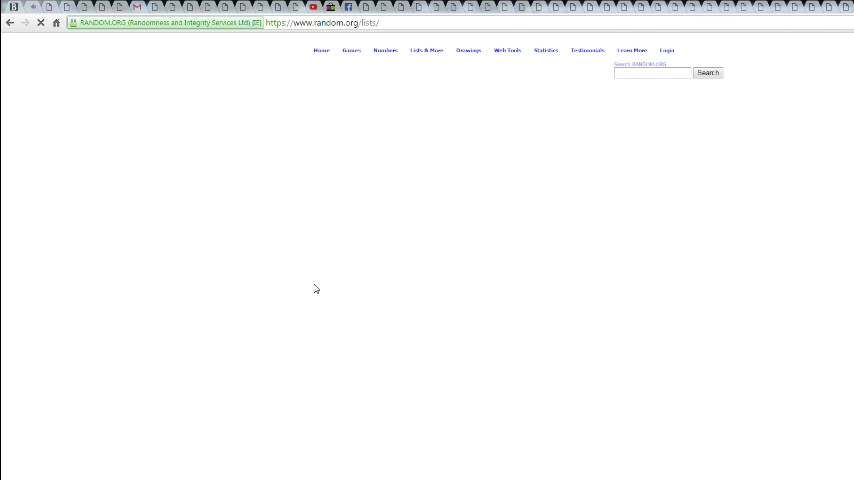 RANDOM.ORG (Randomness and Integrity Services Ltd) [IE] https://www.random.org/lists/
Home Games Numbers Lists & More Drawings Web Tools Statistics Testimonials Learn More Login
Search RANDOM.ORG
Search